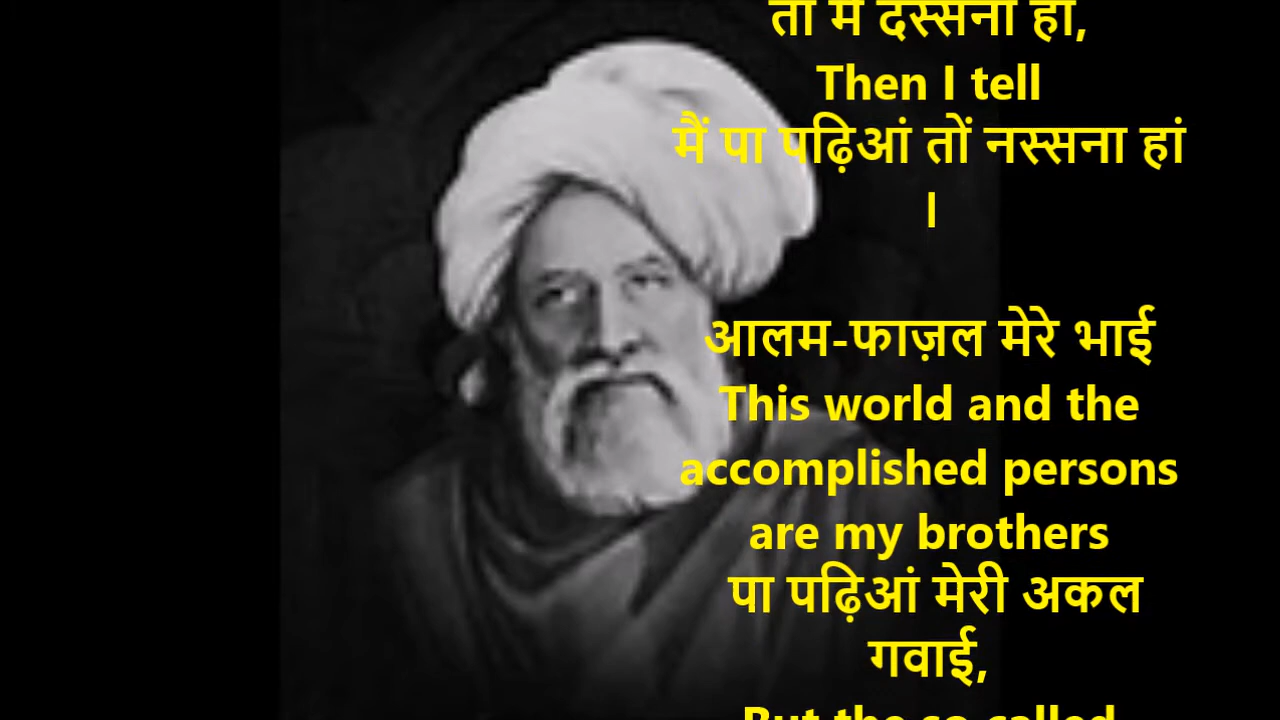 तां मैं दस्सना हां,
Then I tell
मैं पा पढ़िआं तों नस्सना हां
।
आलम-फाज़ल मेरे भाई
This world and the
accomplished persons
are my brothers
पा पढ़िआं मेरी अकल
गवाई,
But the so called